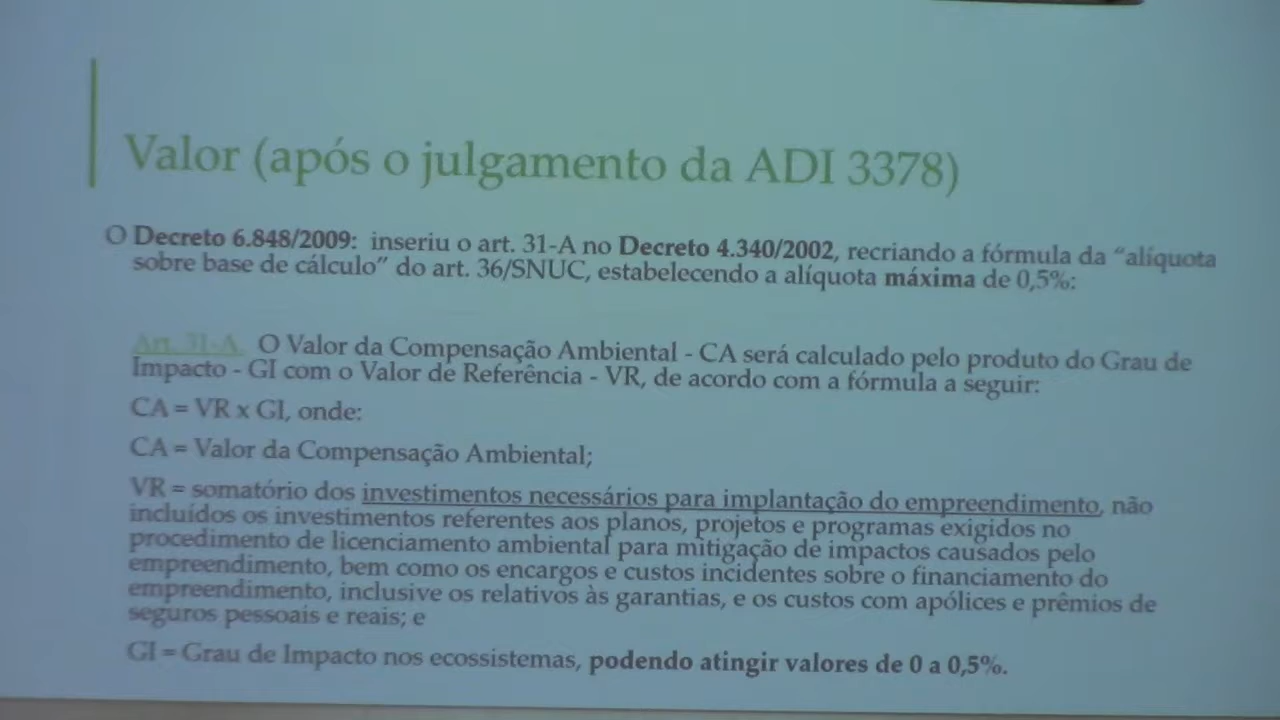 Valor (após o julgamento da ADI 3378)
O Decreto 6.848/2009: inseriu o art. 31-A no Decreto 4.340/2002, recriando a fórmula da “alíquota
sobre base de cálculo” do art. 36/SNUC, estabelecendo a alíquota máxima de 0,5%:
Art. 31-A. O Valor da Compensação Ambiental - CA será calculado pelo produto do Grau de
Impacto - GI com o Valor de Referência - VR, de acordo com a fórmula a seguir:
CA = VR x GI, onde:
CA = Valor da Compensação Ambiental;
VR = somatório dos investimentos necessários para implantação do empreendimento, não
incluídos os investimentos referentes aos planos, projetos e programas exigidos no
procedimento de licenciamento ambiental para mitigação de impactos causados pelo
empreendimento, bem como os encargos e custos incidentes sobre o financiamento do
empreendimento, inclusive os relativos às garantias, e os custos com apólices e prêmios de
seguros pessoais e reais; e
GI = Grau de Impacto nos ecossistemas, podendo atingir valores de 0 a 0,5%.